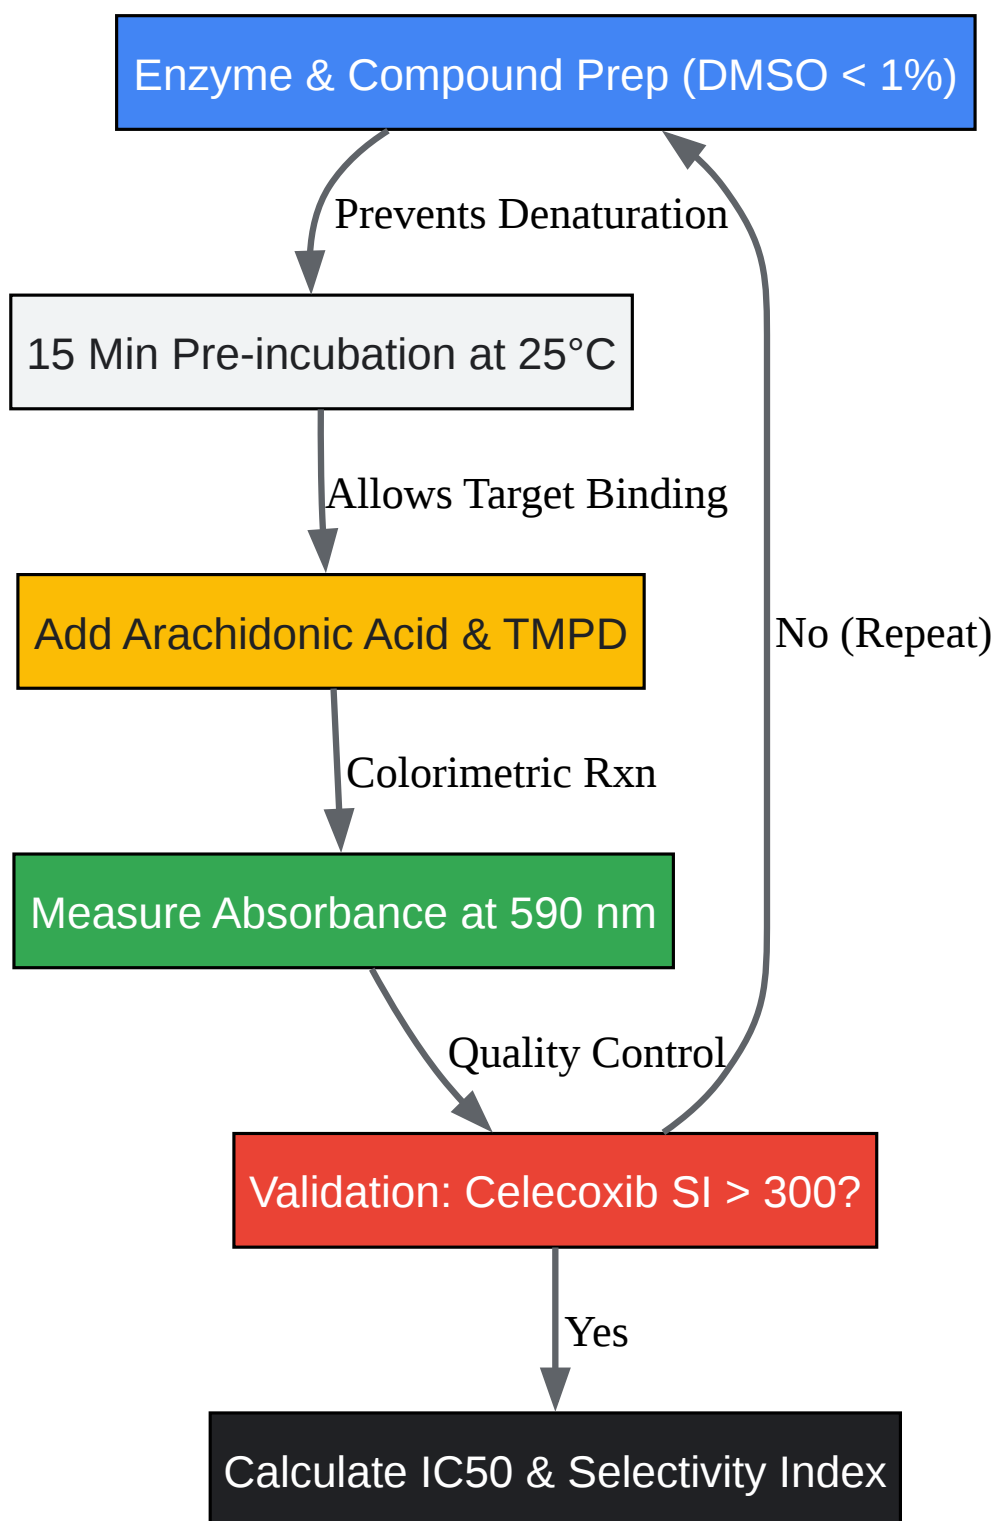 Enzyme & Compound Prep (DMSO < 1%)
Prevents Denaturation
15 Min Pre-incubation at 25°C
Allows Target Binding
Add Arachidonic Acid & TMPD
No (Repeat)
Colorimetric Rxn
Measure Absorbance at 590 nm
Quality Control
Validation: Celecoxib SI > 300?
Yes
Calculate IC50 & Selectivity Index